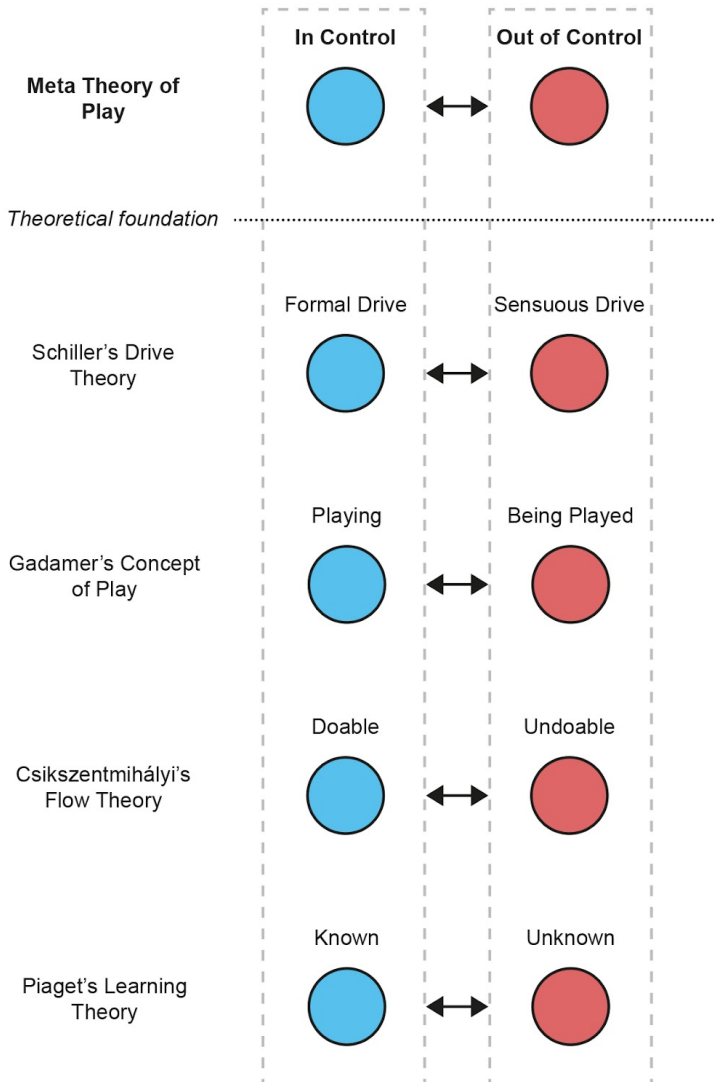 In Control
Out of Control
Meta Theory of
Play
Theoretical foundation
Formal Drive
Sensuous Drive
Schiller’s Drive
Theory
Playing
Being Played
Gadamer’s Concept
of Play
Doable
Undoable
Csikszentmihályi’s
Flow Theory
Known
Unknown
Piaget’s Learning
Theory